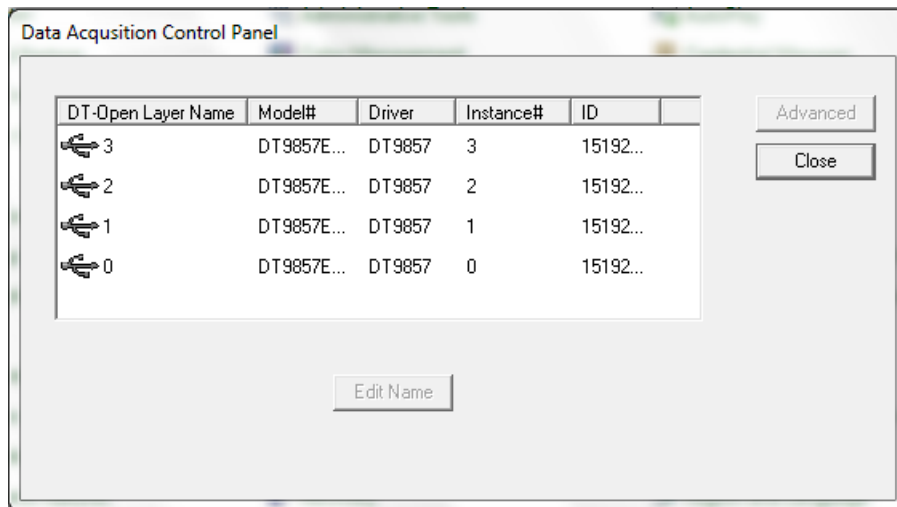 Data Acqusition Control Panel
DT-Open Layer Name Model# Driver Instance# ID
3 DT9857E... DT9857 3 15192...
2 DT9857E... DT9857 2 15192...
1 DT9857E... DT9857 1 15192...
0 DT9857E... DT9857 0 15192...
Advanced
Close
Edit Name